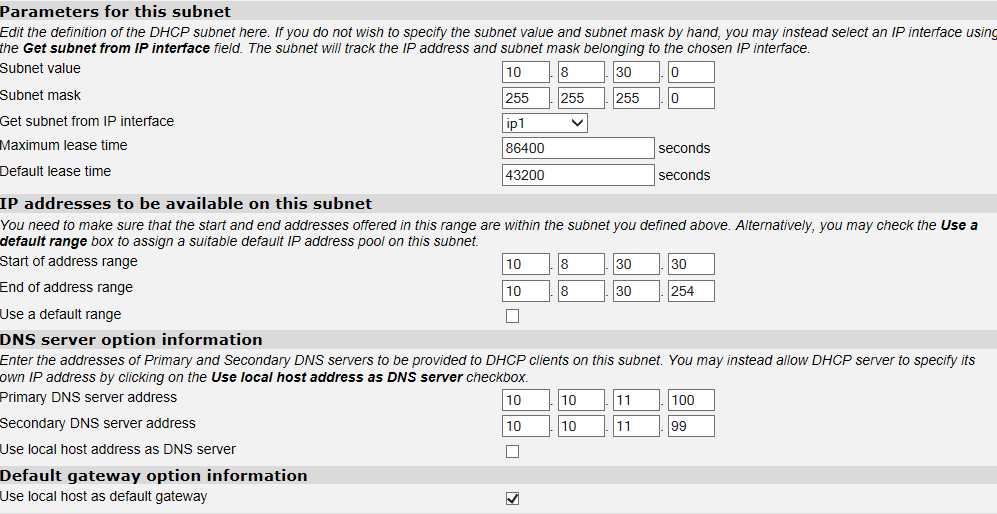 Parameters for this subnet
Edit the definition of the DHCP subnet here. If you do not wish to specify the subnet value and subnet mask by hand, you may instead select an IP interface using
the Get subnet from IP interface field. The subnet will track the IP address and subnet mask belonging to the chosen IP interface.
Subnet value 10 . 8 . 30 . 0
Subnet mask 255 . 255 . 255 . 0
Get subnet from IP interface ip1
Maximum lease time 86400 seconds
Default lease time 43200 seconds
IP addresses to be available on this subnet
You need to make sure that the start and end addresses offered in this range are within the subnet you defined above. Alternatively, you may check the Use a
default range box to assign a suitable default IP address pool on this subnet.
Start of address range 10 . 8 . 30 . 30
End of address range 10 . 8 . 30 . 254
Use a default range
DNS server option information
Enter the addresses of Primary and Secondary DNS servers to be provided to DHCP clients on this subnet. You may instead allow DHCP server to specify its
own IP address by clicking on the Use local host address as DNS server checkbox.
Primary DNS server address 10 . 10 . 11 . 100
Secondary DNS server address 10 . 10 . 11 . 99
Use local host address as DNS server
Default gateway option information
Use local host as default gateway